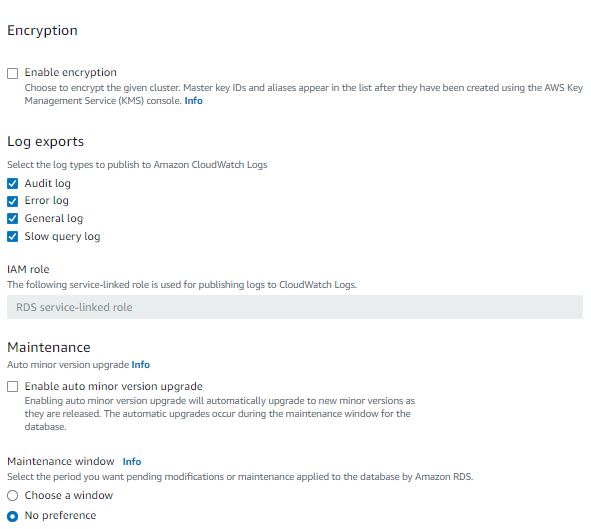 Encryption
Enable encryption
Choose to encrypt the given cluster. Master key IDs and aliases appear in the list after they have been created using the AWS Key
Management Service (KMS) console. Info
Log exports
Select the log types to publish to Amazon CloudWatch Logs
Audit log
Error log
General log
Slow query log
IAM role
The following service-linked role is used for publishing logs to CloudWatch Logs.
RDS service-linked role
Maintenance
Auto minor version upgrade Info
Enable auto minor version upgrade
Enabling auto minor version upgrade will automatically upgrade to new minor versions as
they are released. The automatic upgrades occur during the maintenance window for the
database.
Maintenance window Info
Select the period you want pending modifications or maintenance applied to the database by Amazon RDS.
Choose a window
No preference